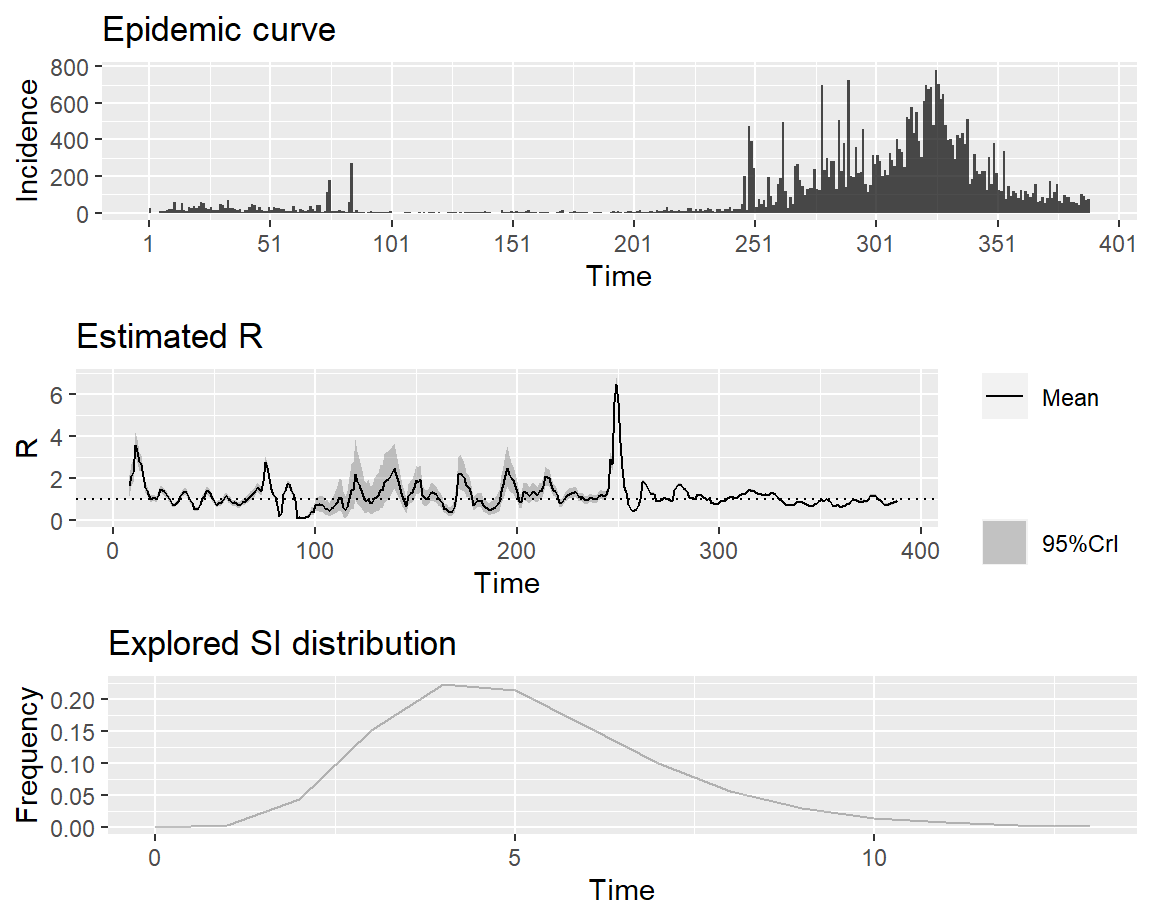 Epidemic curve
Incidence
800
600
400
200
0
1 51 101 151 201 251 301 351 401
Time
Estimated R
R
6
4
2
0
0 100 200 300 400
Time
Mean
95%CrI
Explored SI distribution
Frequency
0.20
0.15
0.10
0.05
0.00
0 5 10
Time